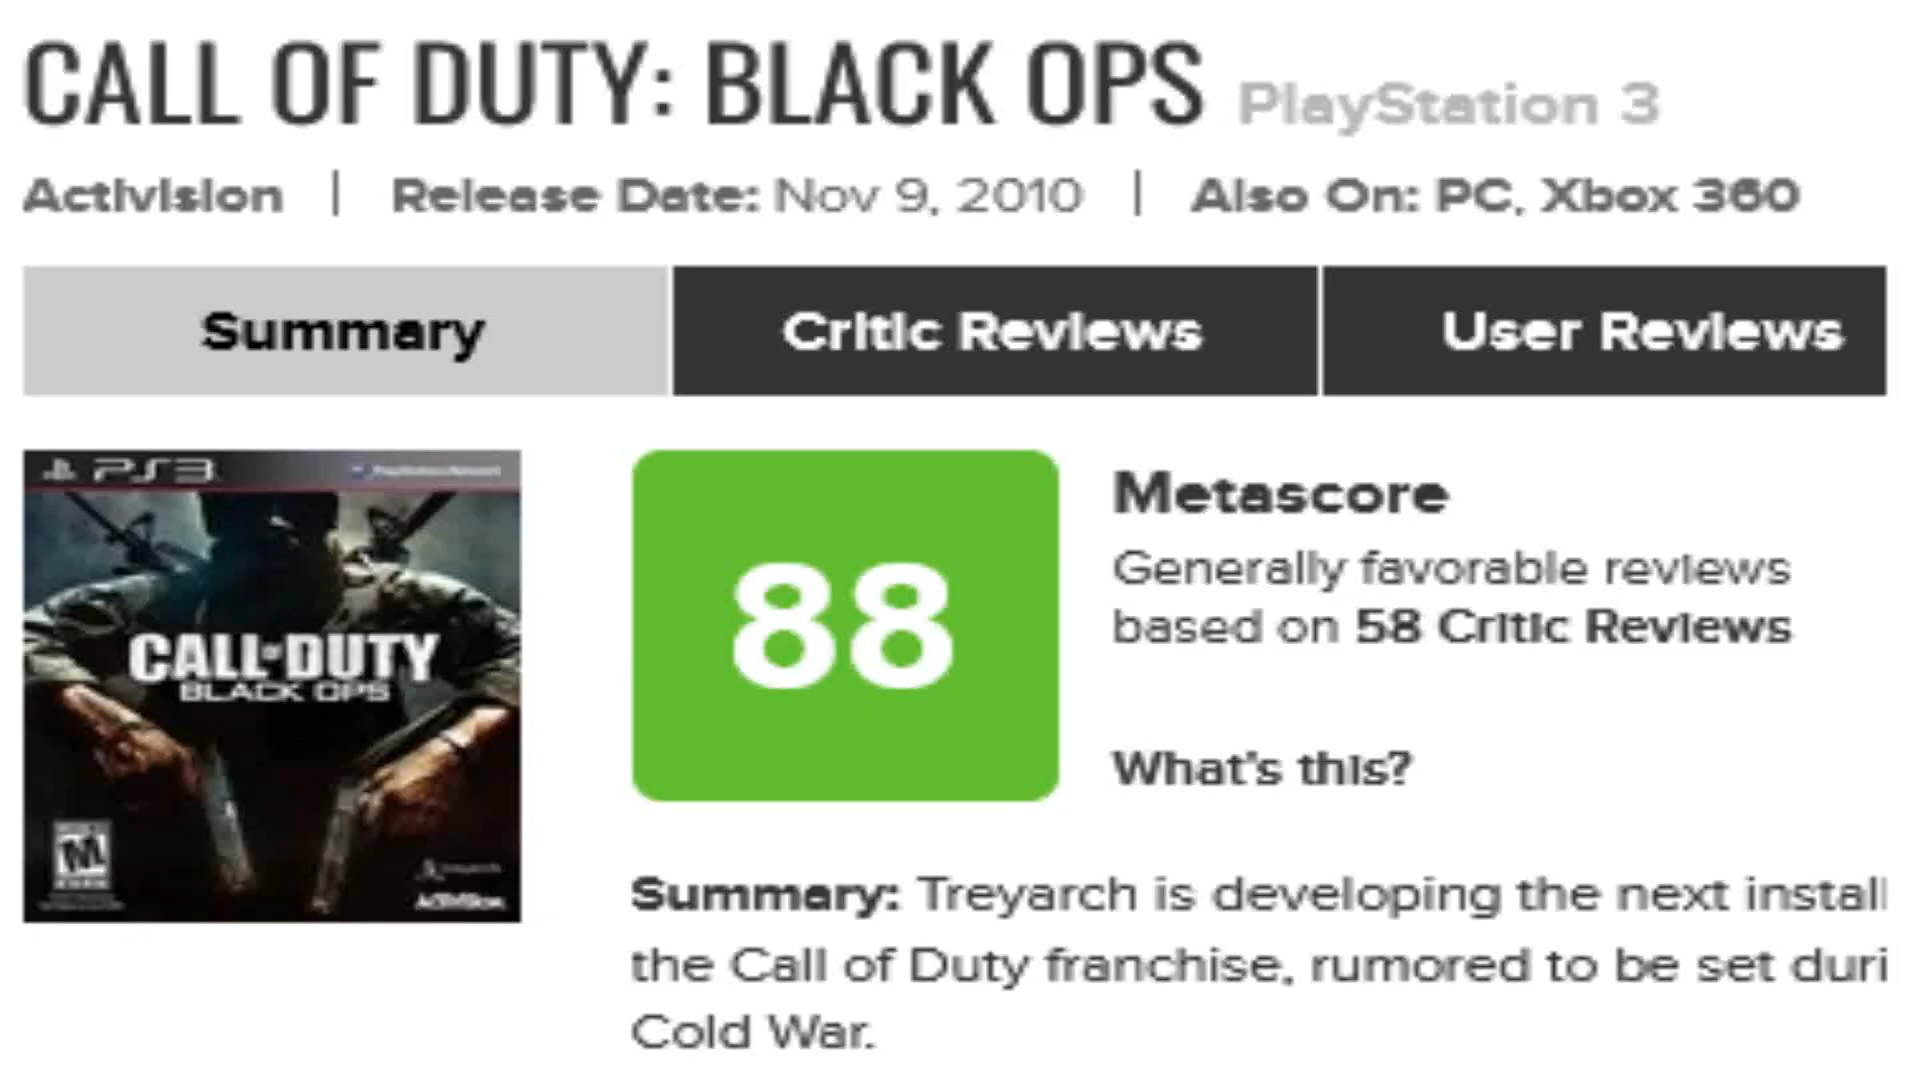 CALL OF DUTY: BLACK OPS PlayStation 3
Activision | Release Date: Nov 9, 2010 | Also On: PC, Xbox 360
Summary Critic Reviews User Reviews
PS3
CALL OF DUTY
BLACK OPS
M
ACTIVISION
88
Metascore
Generally favorable reviews
based on 58 Critic Reviews
What's this?
Summary: Treyarch is developing the next install
the Call of Duty franchise, rumored to be set duri
Cold War.